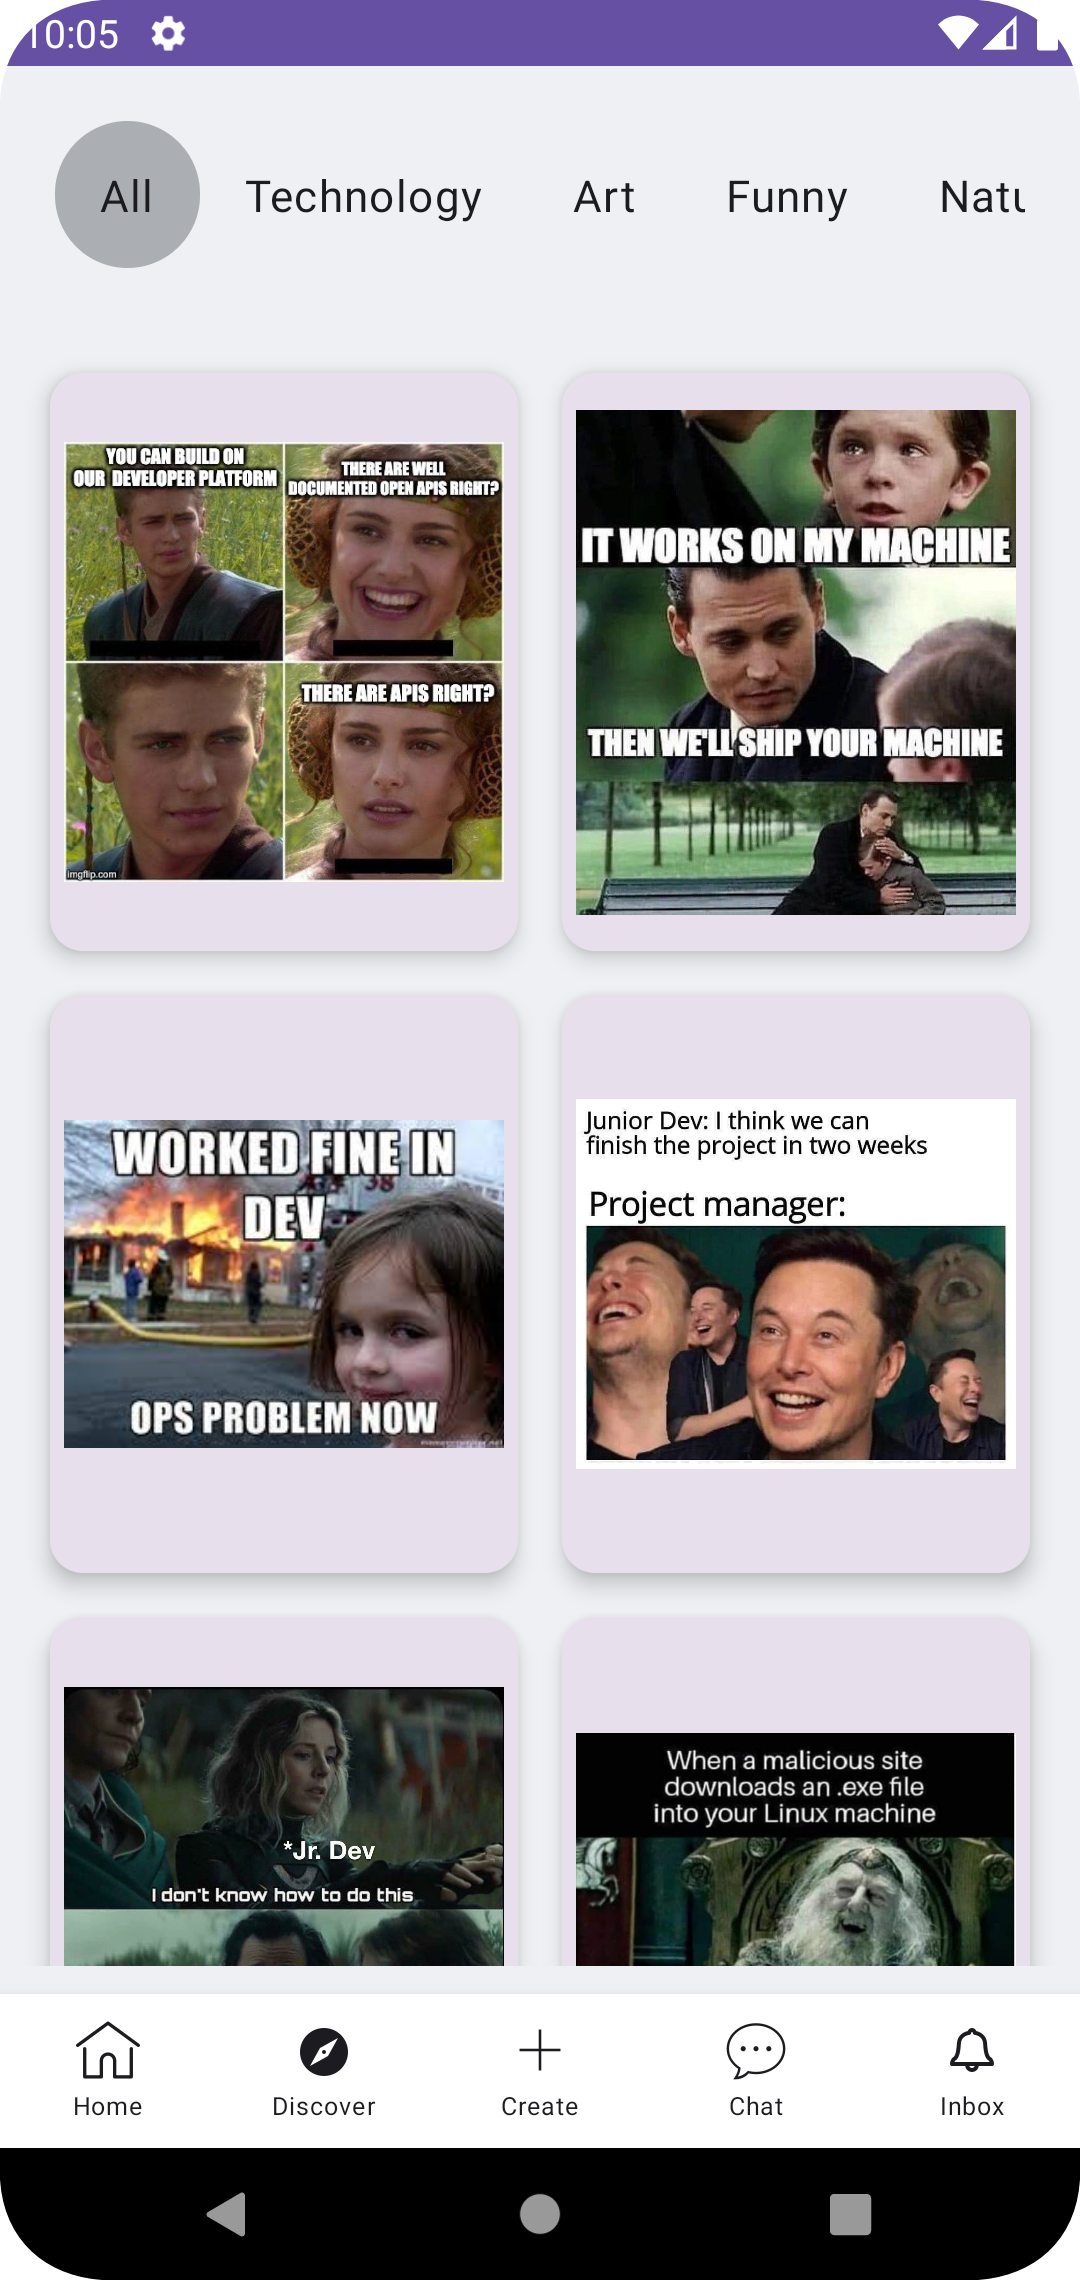 10:05
All Technology Art Funny Natu
YOU CAN BUILD ON
OUR DEVELOPER PLATFORM
THERE ARE WELL
DOCUMENTED OPEN APIS RIGHT?
THERE ARE APIS RIGHT?
imgflip.com
IT WORKS ON MY MACHINE
THEN WE'LL SHIP YOUR MACHINE
WORKED FINE IN
DEV
OPS PROBLEM NOW
Junior Dev: I think we can
finish the project in two weeks
Project manager:
*Jr. Dev
I don't know how to do this
When a malicious site
downloads an .exe file
into your Linux machine
Home Discover Create Chat Inbox